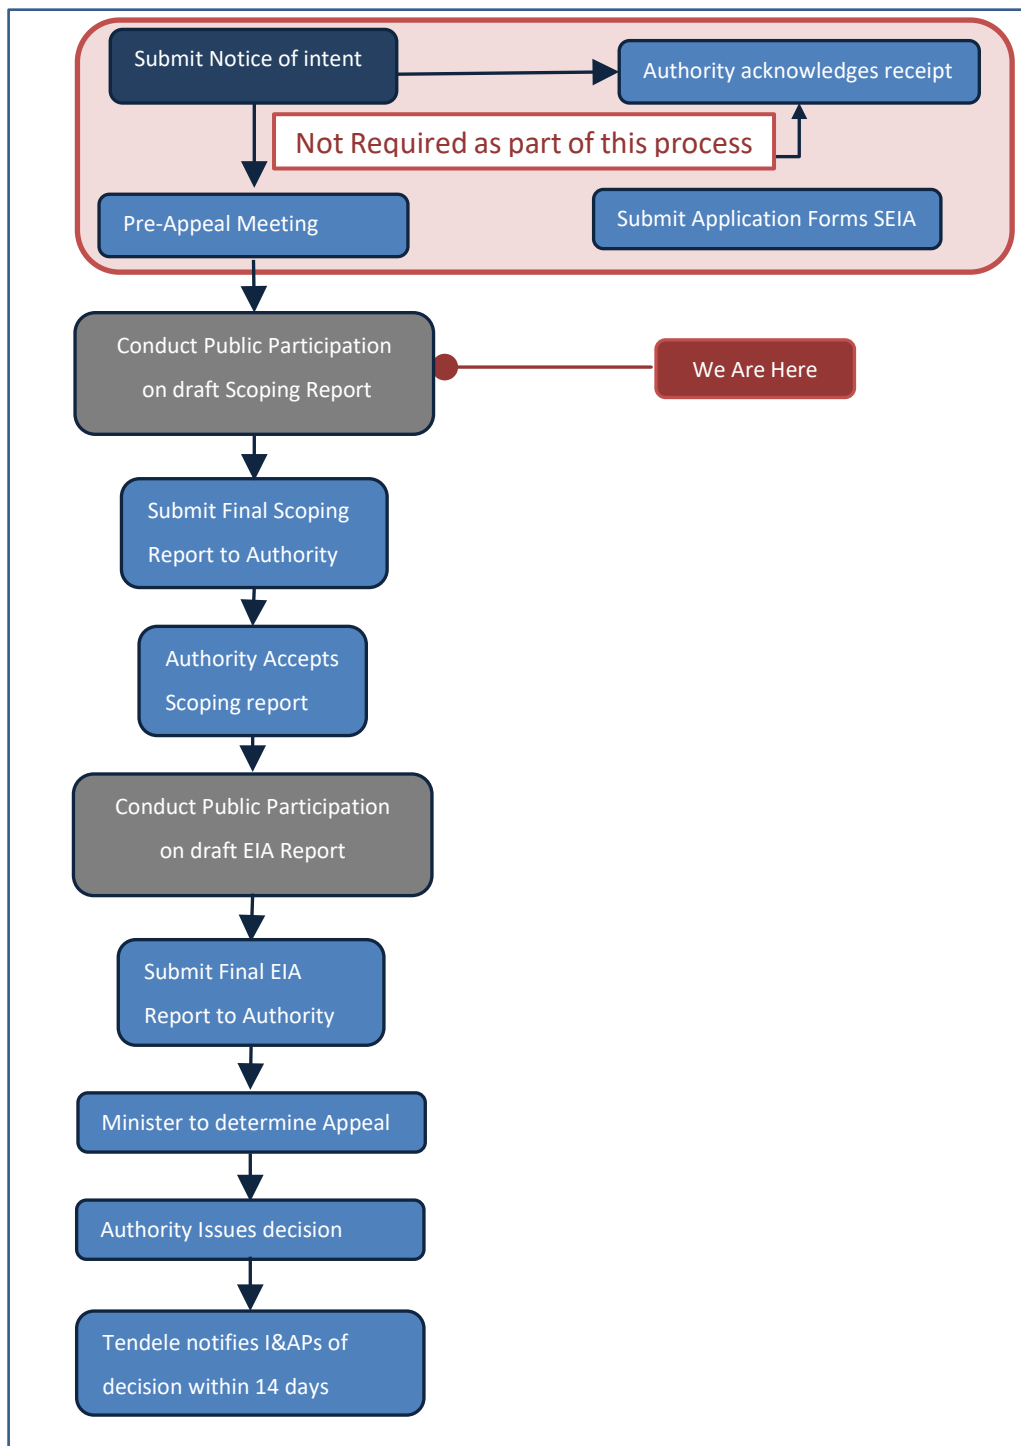 Submit Notice of intent
Authority acknowledges receipt
Not Required as part of this process
Pre-Appeal Meeting
Submit Application Forms SEIA
Conduct Public Participation
on draft Scoping Report
We Are Here
Submit Final Scoping
Report to Authority
Authority Accepts
Scoping report
Conduct Public Participation
on draft EIA Report
Submit Final EIA
Report to Authority
Minister to determine Appeal
Authority Issues decision
Tendele notifies I&APs of
decision within 14 days